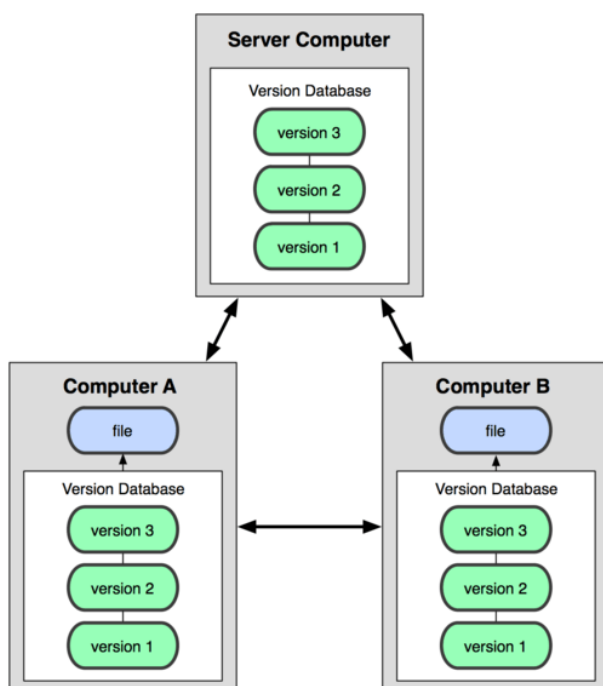 Server Computer
Version Database
version 3
version 2
version 1
Computer A
file
Version Database
version 3
version 2
version 1
Computer B
file
Version Database
version 3
version 2
version 1